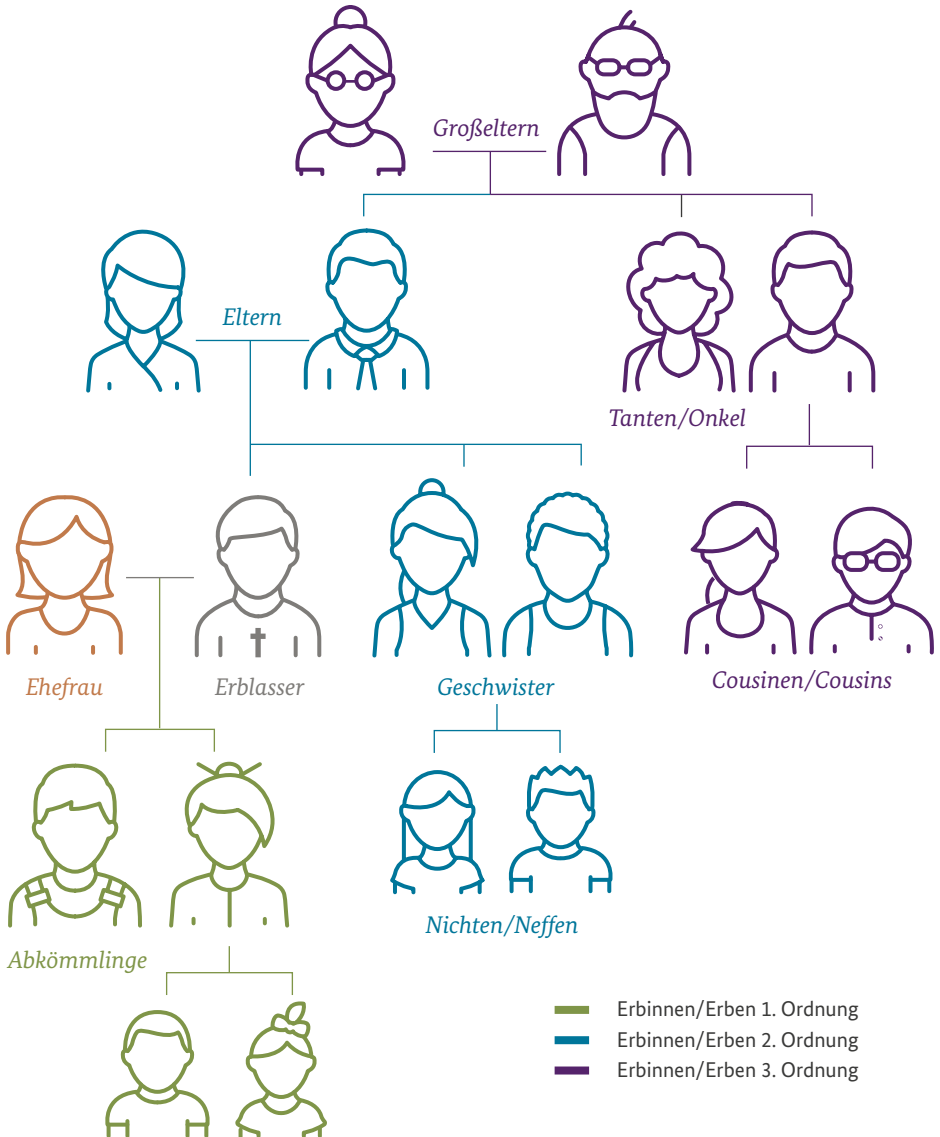 Großeltern
Eltern
Tanten/Onkel
Ehefrau
Erblasser
Geschwister
Cousinen/Cousins
Nichten/Neffen
Abkömmlinge
Erbinnen/Erben 1. Ordnung
Erbinnen/Erben 2. Ordnung
Erbinnen/Erben 3. Ordnung